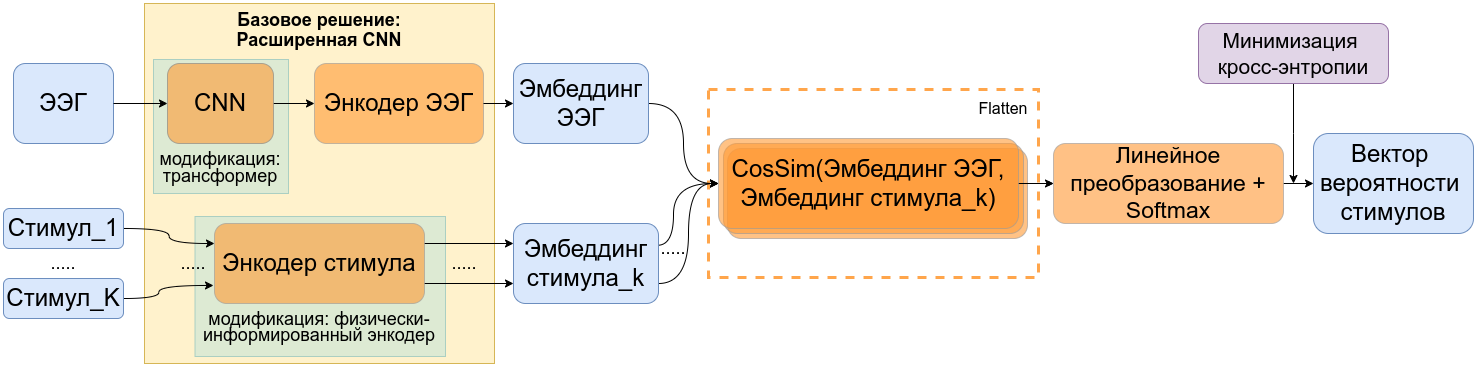 Базовое решение:
Расширенная CNN
ЭЭГ
CNN
модификация:
трансформер
Энкодер ЭЭГ
Эмбеддинг
ЭЭГ
Стимул_1
.....
Стимул_K
.....
Энкодер стимула
.....
модификация: физически-
информированный энкодер
Эмбеддинг
стимула_k
.....
Flatten
CosSim(Эмбеддинг ЭЭГ,
Эмбеддинг стимула_k)
Линейное
преобразование +
Softmax
Минимизация
кросс-энтропии
Вектор
вероятности
стимулов